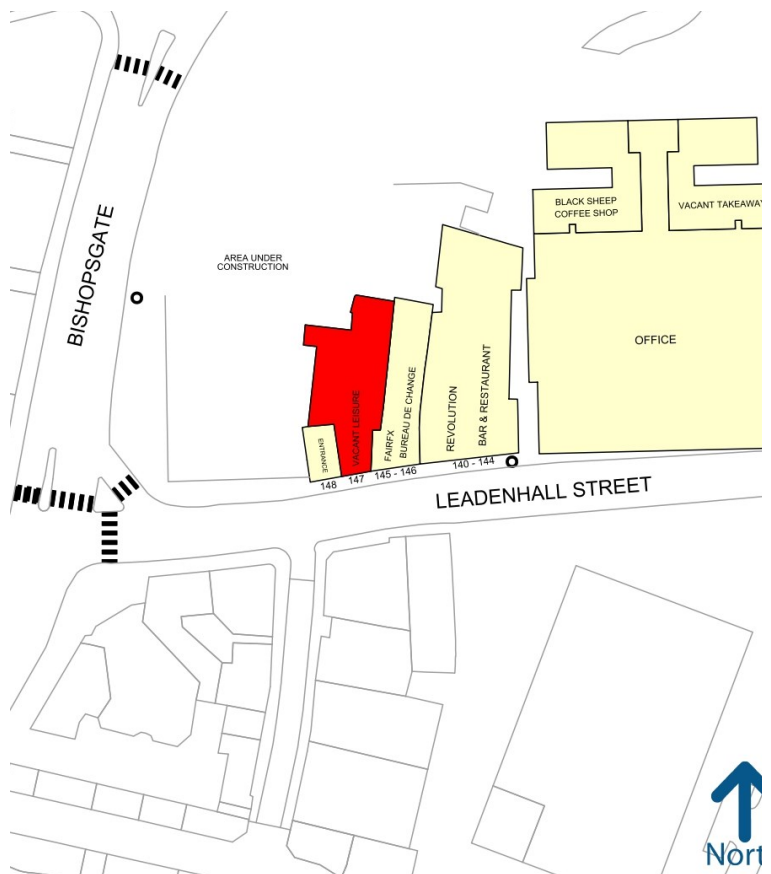 BLACK SHEEP
COFFEE SHOP
VACANT TAKEAWAY
BISHOPSGATE
AREA UNDER
CONSTRUCTION
OFFICE
VACANT LEISURE
FAIRFX
BUREAU DE CHANGE
REVOLUTION
BAR & RESTAURANT
ENTRANCE
148
147
145 - 146
140 - 144
LEADENHALL STREET
Nort